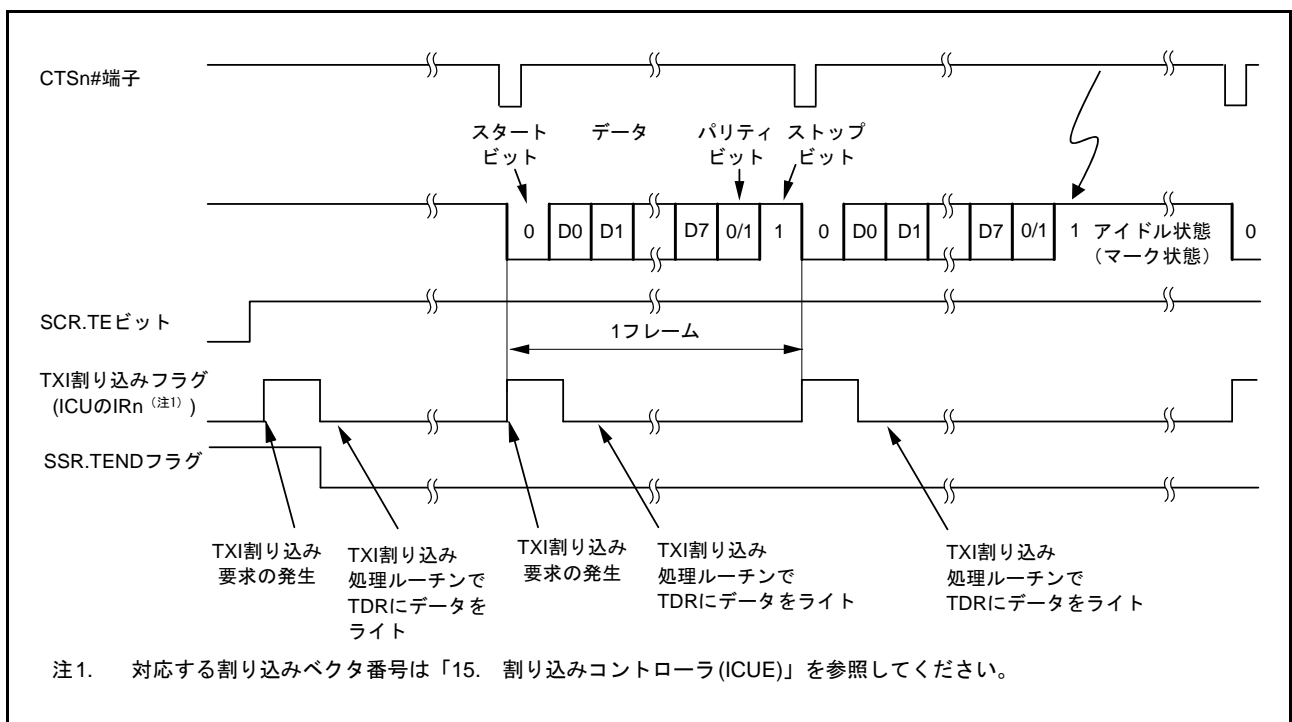 CTSn#端子
スタート
ビット
データ
パリティ
ビット
ストップ
ビット
0 D0 D1 D7 0/1 1 0 D0 D1 D7 0/1 1 アイドル状態
（マーク状態）
0
SCR.TEビット
1フレーム
TXI割り込みフラグ
(ICUのIRn（注1）)
SSR.TENDフラグ
TXI割り込み
要求の発生
TXI割り込み
処理ルーチンで
TDRにデータを
ライト
TXI割り込み
要求の発生
TXI割り込み
処理ルーチンで
TDRにデータをライト
TXI割り込み
処理ルーチンで
TDRにデータをライト
注1. 対応する割り込みベクタ番号は「15. 割り込みコントローラ(ICUE)」を参照してください。